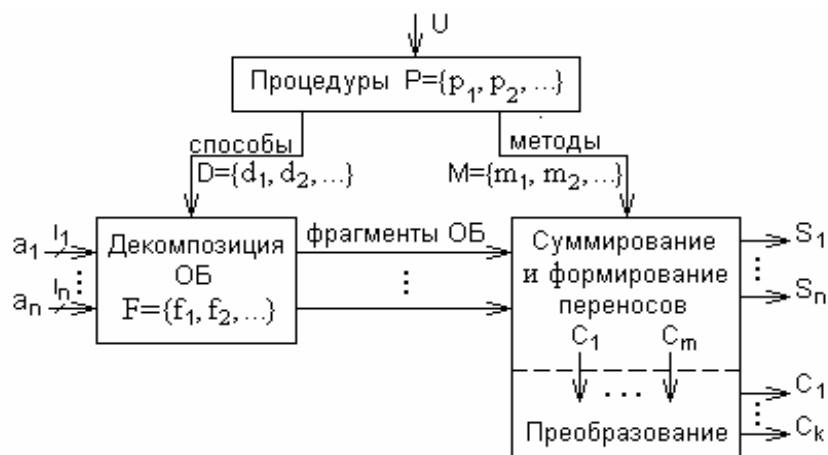 U
Процедуры P={p₁, p₂, ...}
способы
методы
D={d₁, d₂, ...}
M={m₁, m₂, ...}
a₁ l₁
aₙ lₙ
Декомпозиция
ОБ
F={f₁, f₂, ...}
фрагменты ОБ
Суммирование
и формирование
переносов
C₁ Cₘ
Преобразование
S₁
Sₙ
C₁
Cₖ